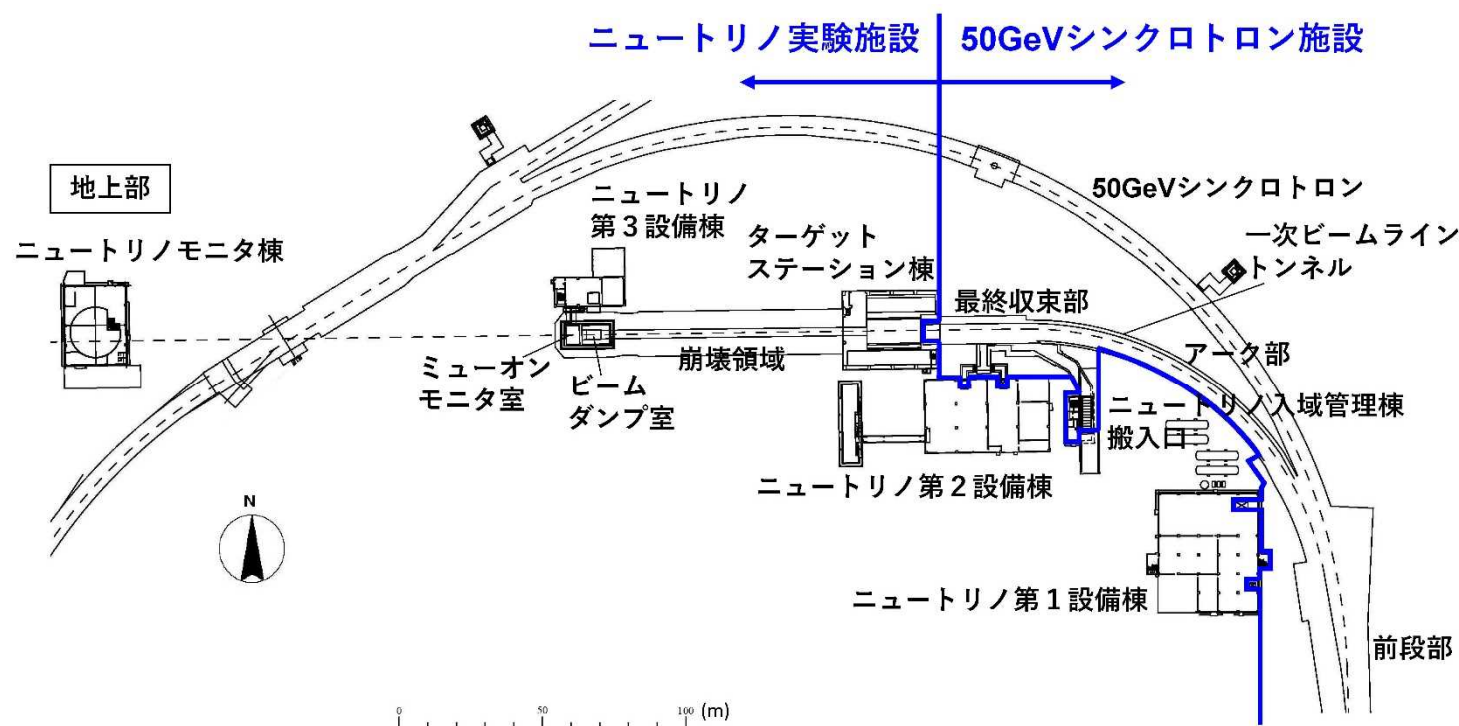 ニュートリノ実験施設
50GeVシンクロトロン施設
地上部
ニュートリノモニタ棟
ニュートリノ
第３設備棟
ターゲット
ステーション棟
50GeVシンクロトロン
一次ビームライン
トンネル
最終収束部
アーク部
ミューオン
モニタ室
ビーム
ダンプ室
崩壊領域
ニュートリノ入域管理棟
搬入口
ニュートリノ第２設備棟
N
ニュートリノ第１設備棟
前段部
0 50 100 (m)